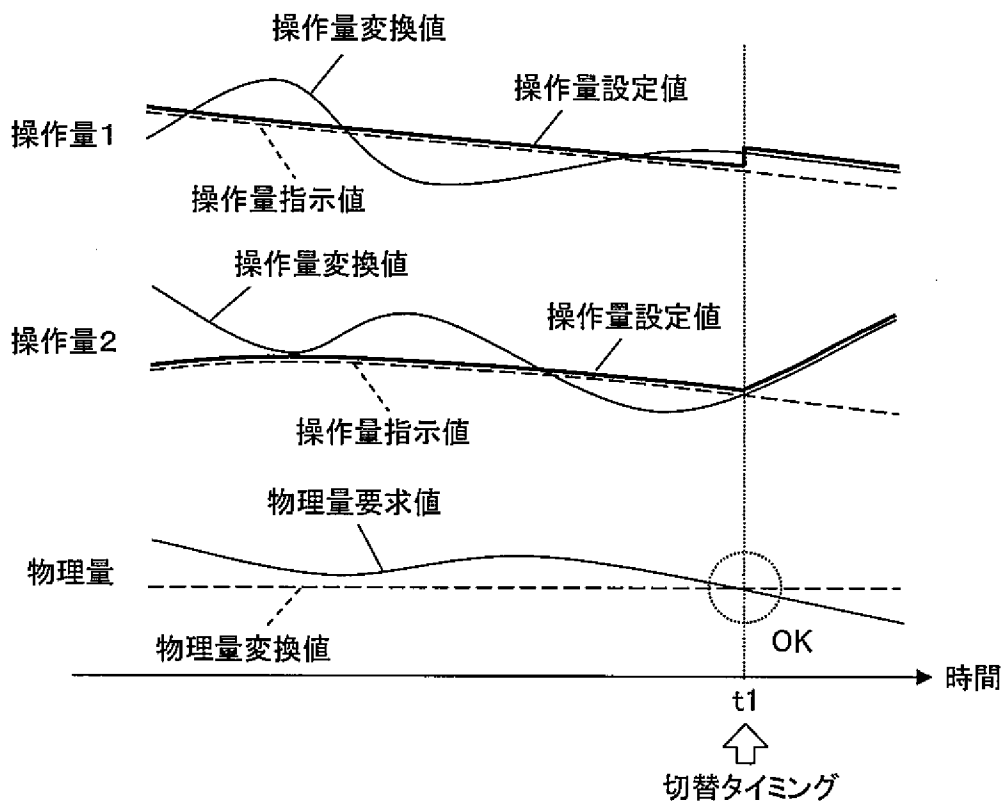 操作量変換値
操作量設定値
操作量1
操作量指示値
操作量変換値
操作量設定値
操作量2
操作量指示値
物理量要求値
物理量
物理量変換値
OK
時間
t1
切替タイミング